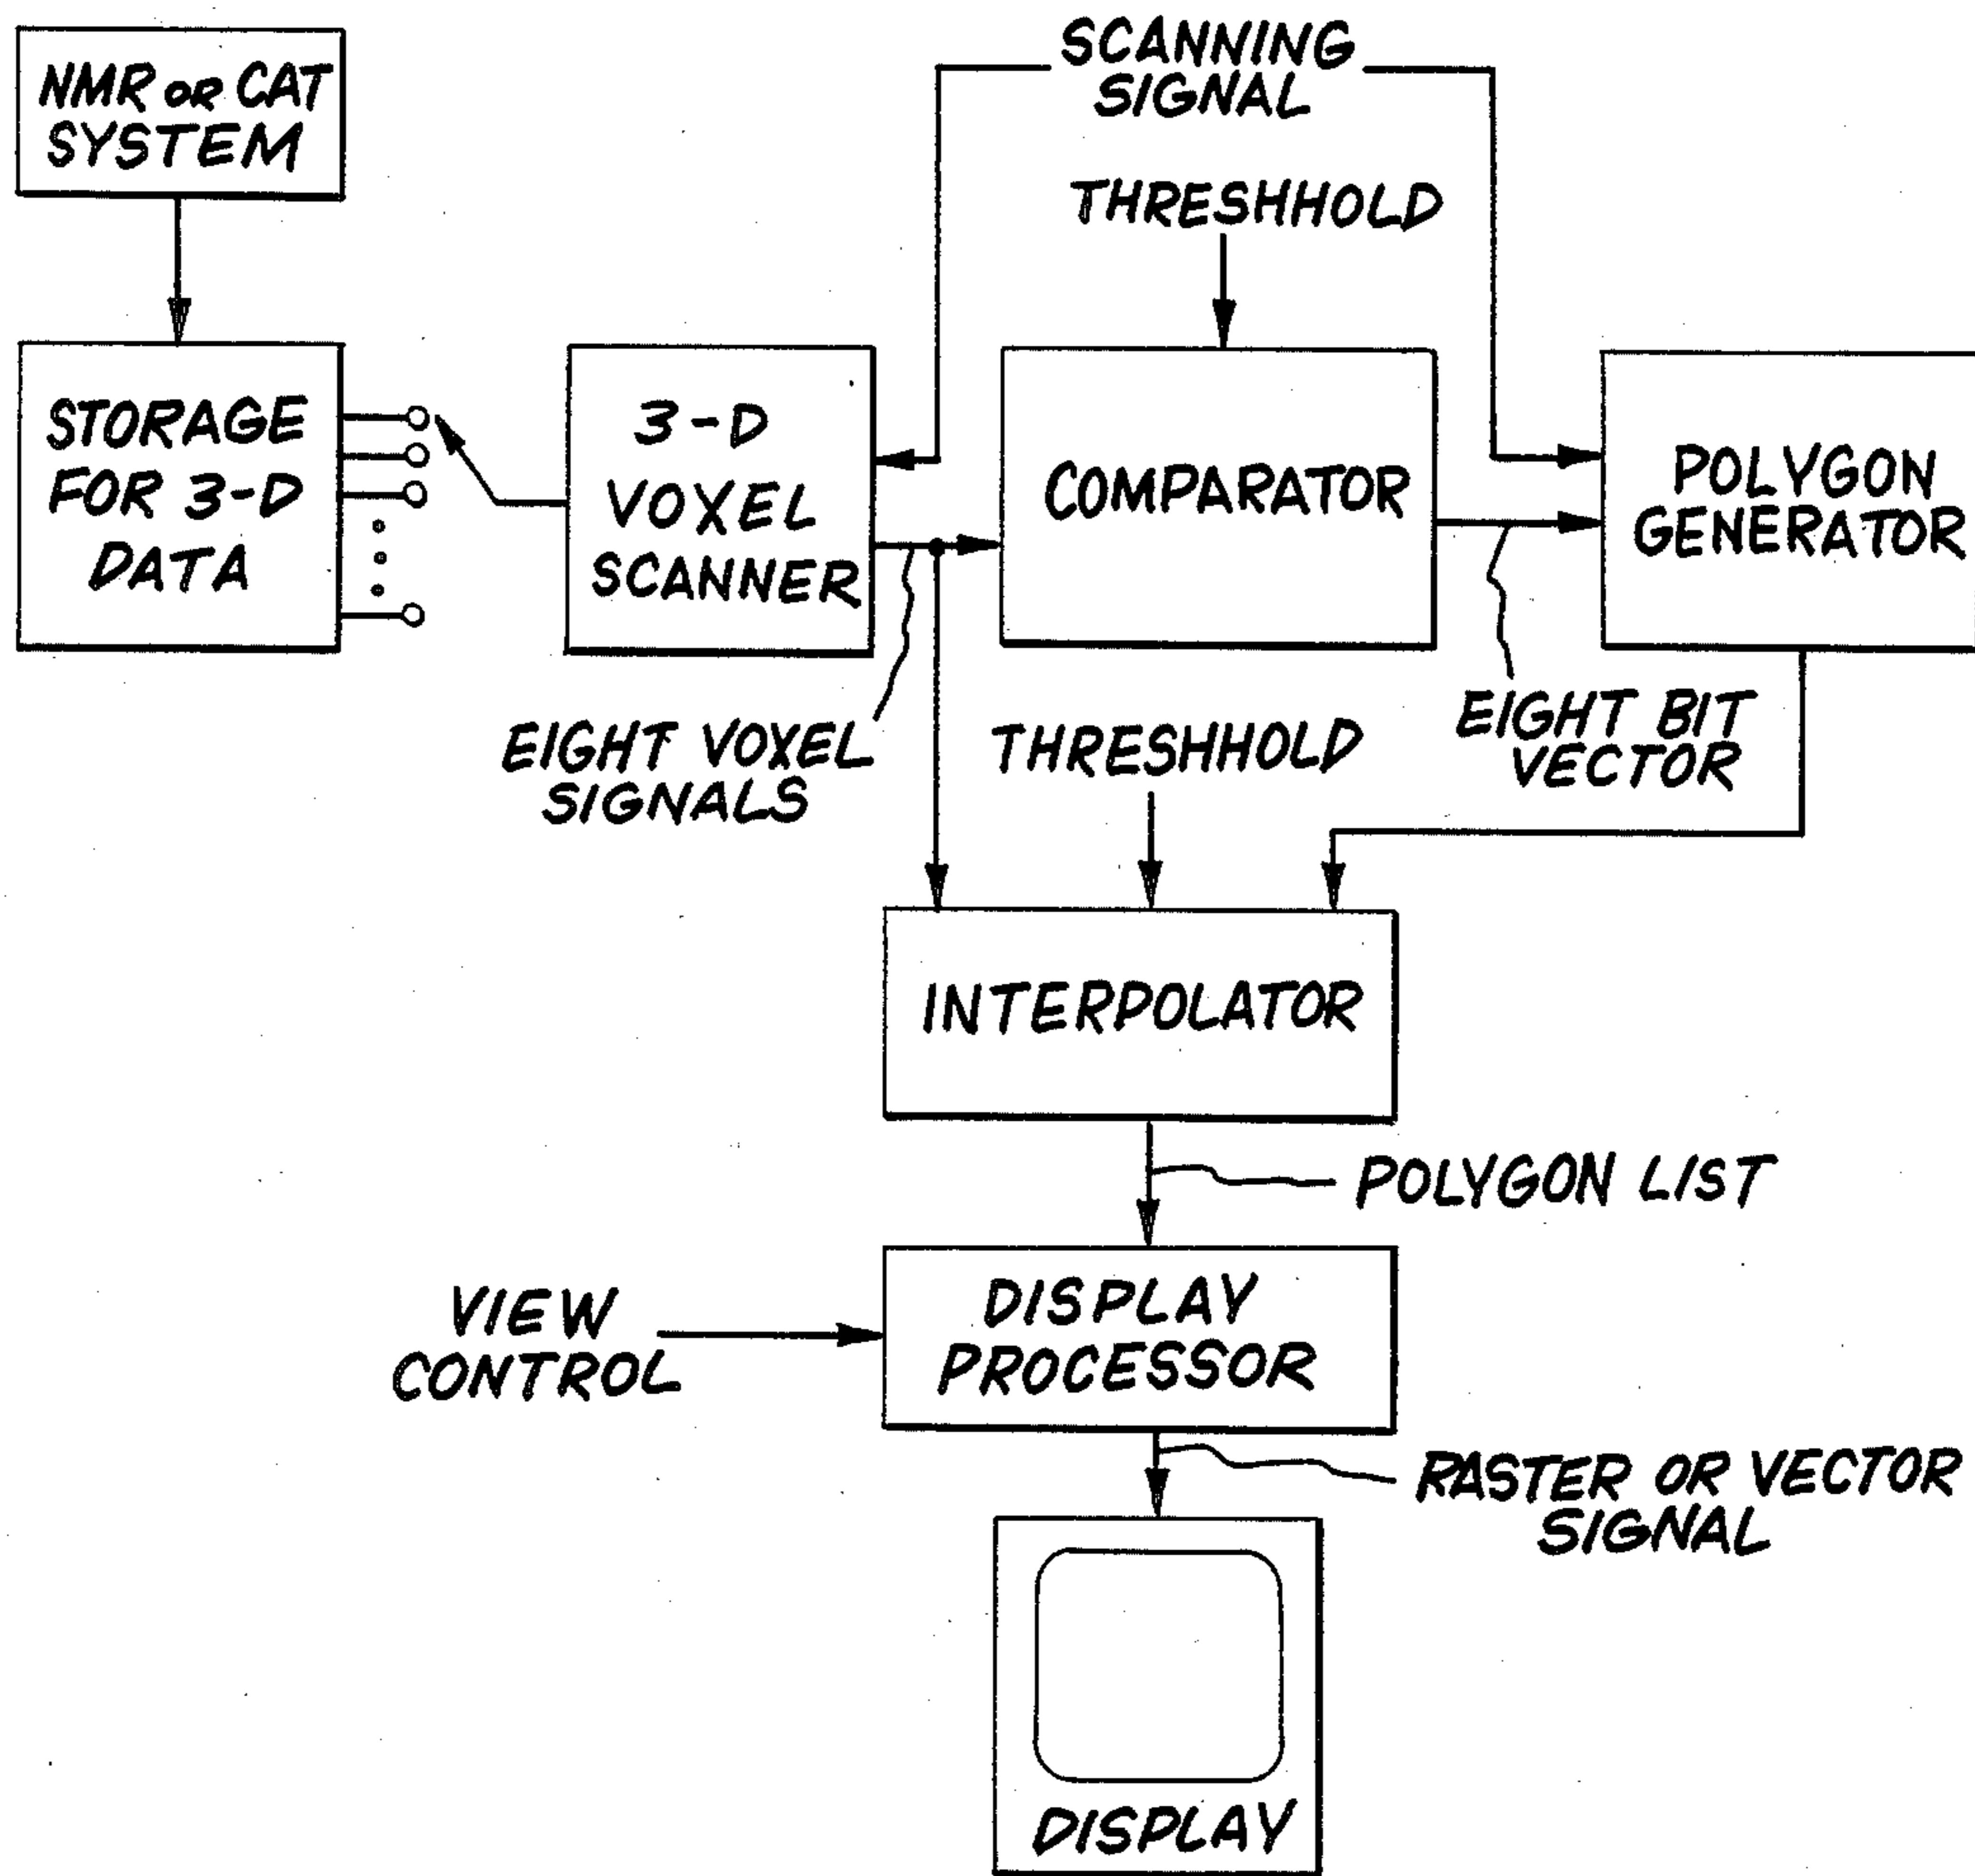 NMR OR CAT
SYSTEM
SCANNING
SIGNAL
THRESHHOLD
STORAGE
FOR 3-D
DATA
3-D
VOXEL
SCANNER
COMPARATOR
POLYGON
GENERATOR
EIGHT VOXEL
SIGNALS
THRESHHOLD
EIGHT BIT
VECTOR
INTERPOLATOR
POLYGON LIST
VIEW
CONTROL
DISPLAY
PROCESSOR
RASTER OR VECTOR
SIGNAL
DISPLAY